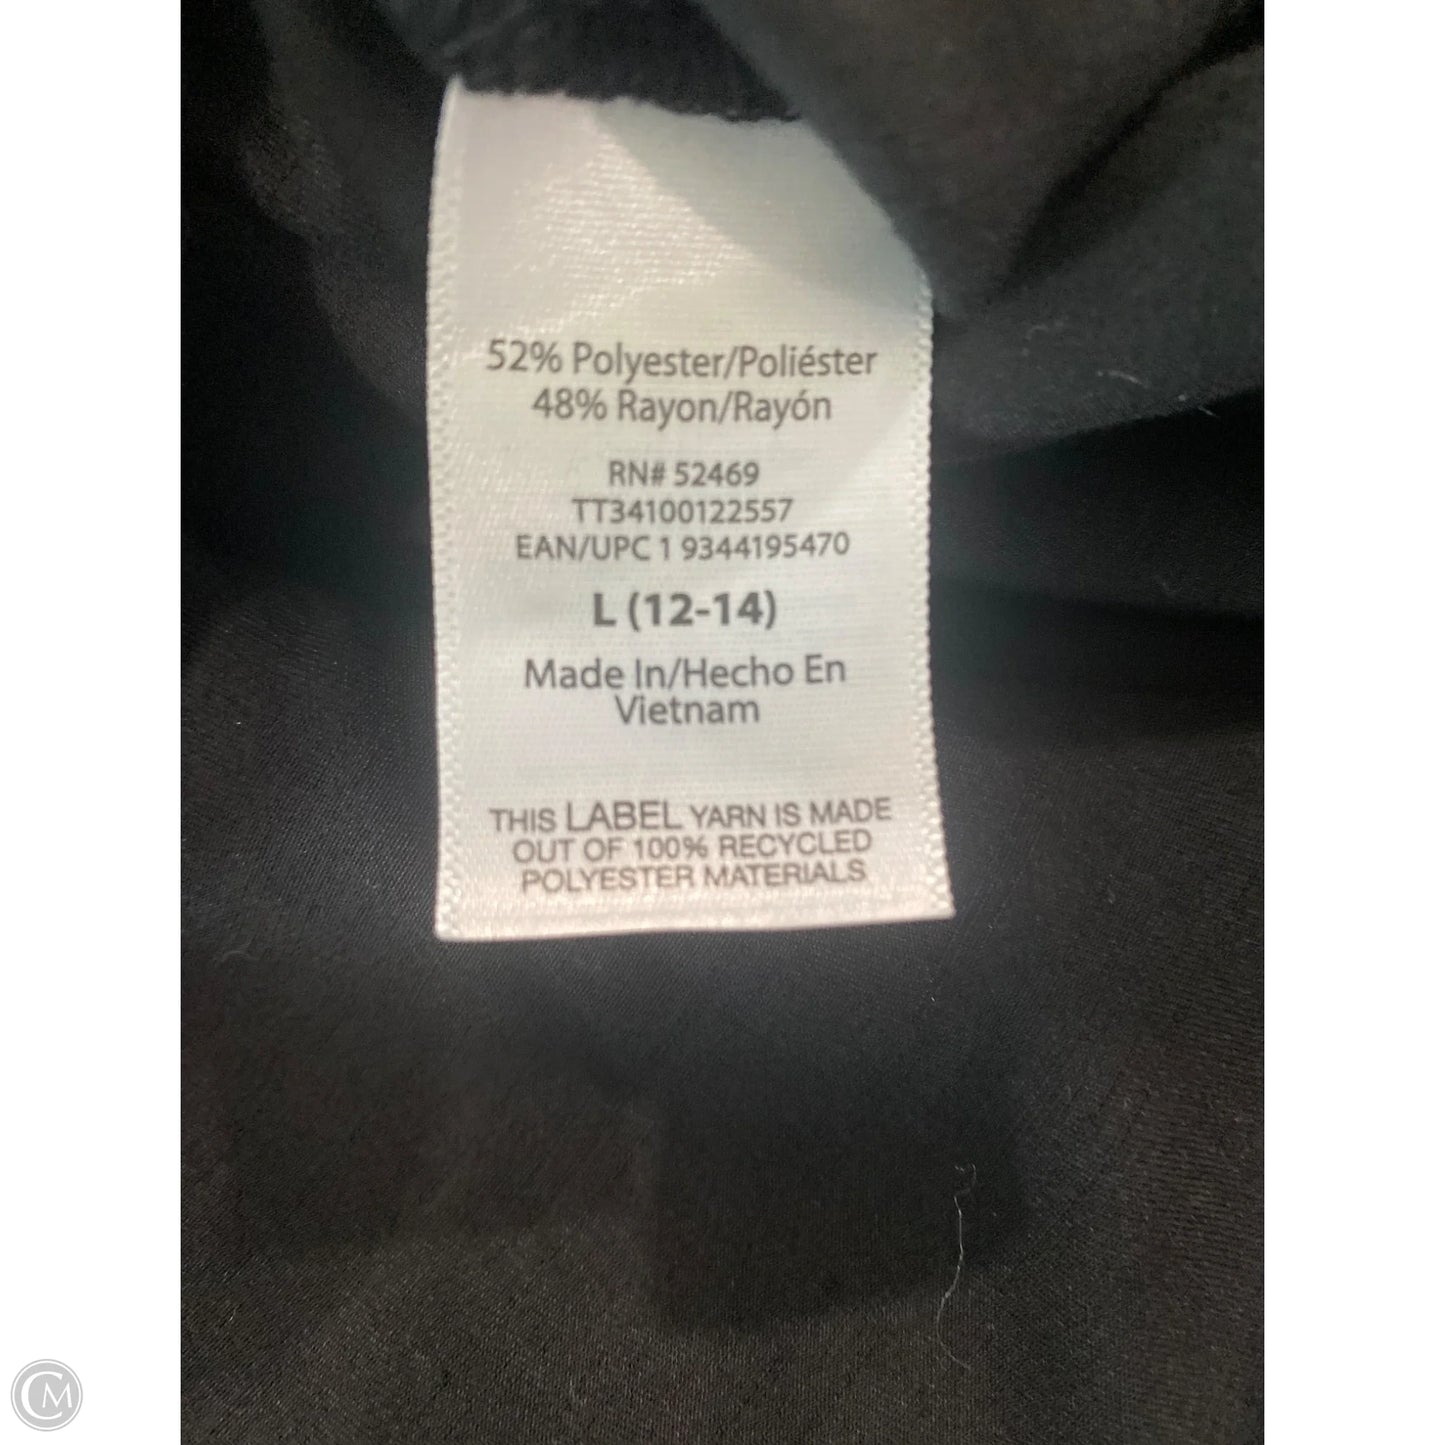 52% Polyester/Poliéster
48% Rayon/Rayón
RN# 52469
TT34100122557
EAN/UPC 1 9344195470
L (12-14)
Made In/Hecho En
Vietnam
THIS LABEL YARN IS MADE
OUT OF 100% RECYCLED
POLYESTER MATERIALS
CM